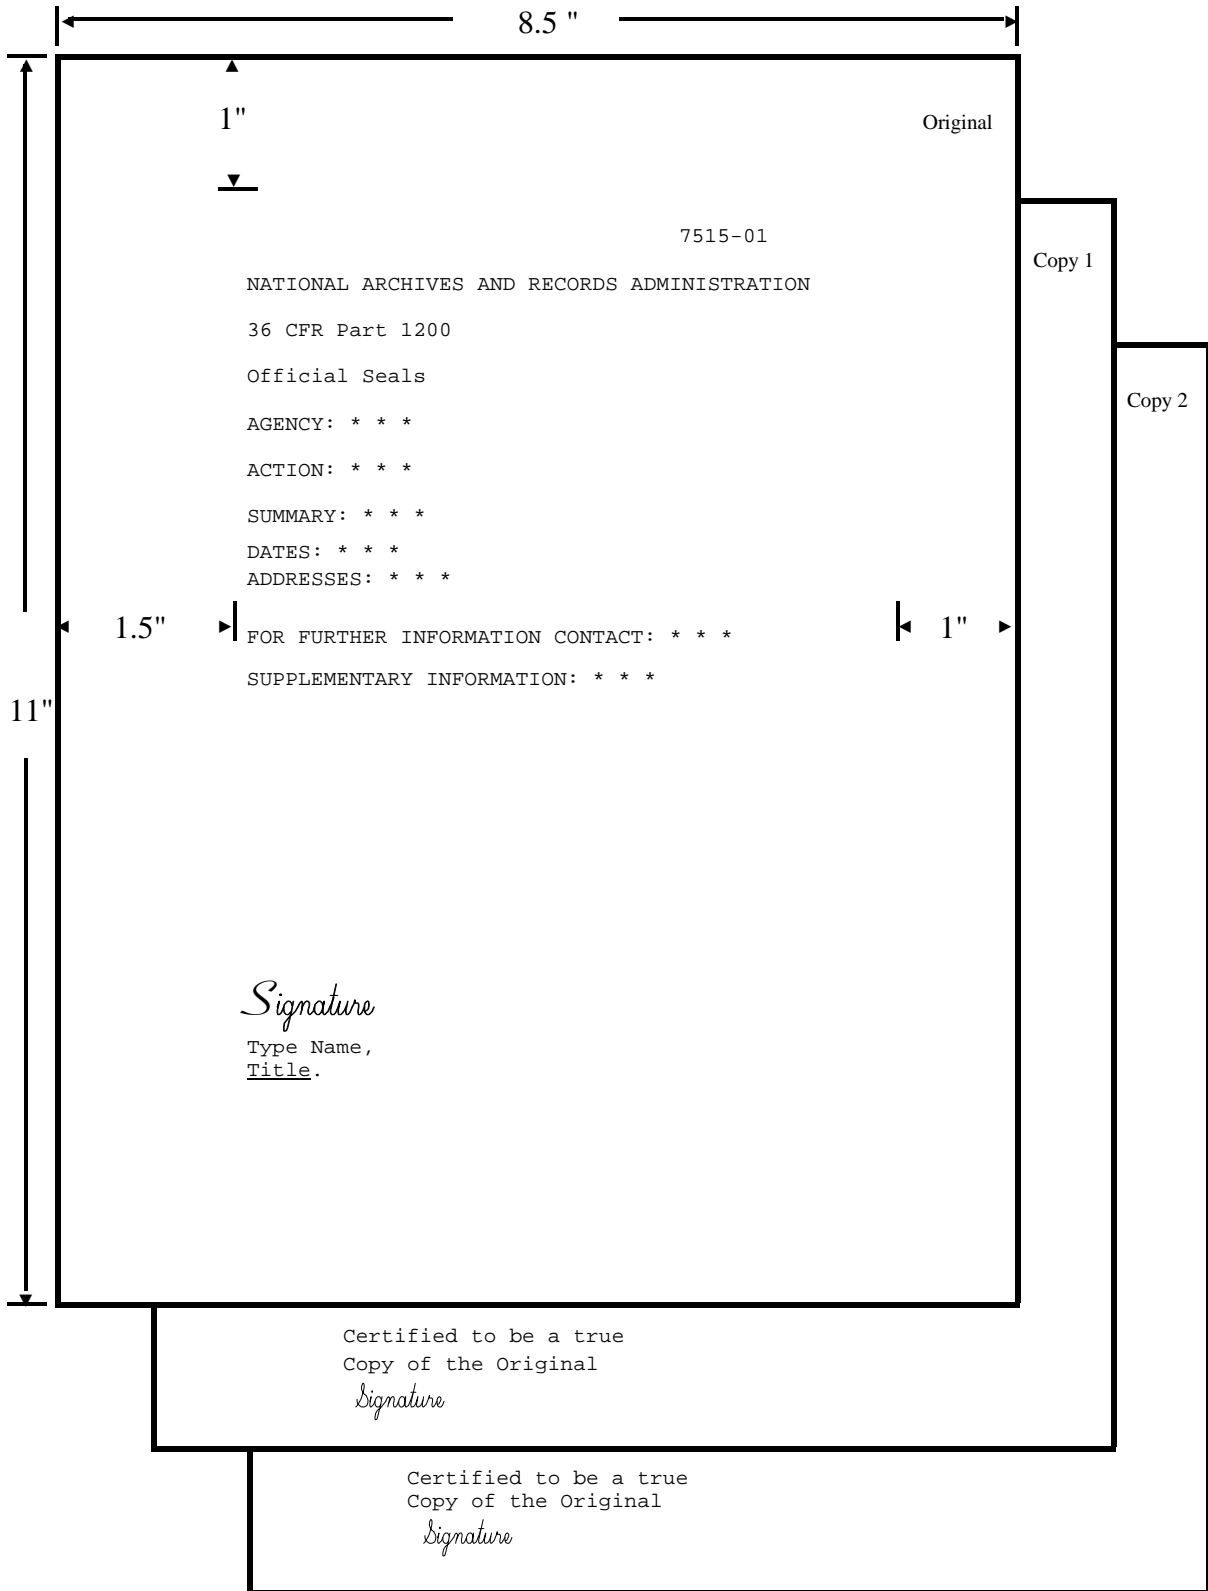 8.5 "
1"
Original
7515-01
Copy 1
NATIONAL ARCHIVES AND RECORDS ADMINISTRATION
36 CFR Part 1200
Official Seals
Copy 2
AGENCY: * * *
ACTION: * * *
SUMMARY: * * *
DATES: * * *
ADDRESSES: * * *
1.5"
FOR FURTHER INFORMATION CONTACT: * * *
1"
SUPPLEMENTARY INFORMATION: * * *
11"
Signature
Type Name,
Title.
Certified to be a true
Copy of the Original
Signature
Certified to be a true
Copy of the Original
Signature